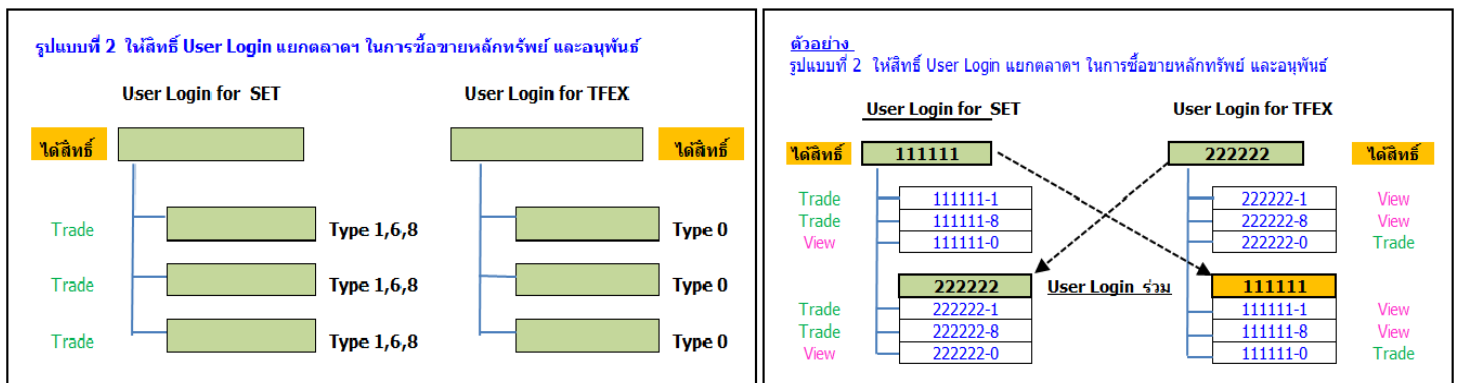 รูปแบบที่ 2 ให้สิทธิ์ User Login แยกตลาดฯ ในการซื้อขายหลักทรัพย์ และอนุพันธ์
User Login for SET User Login for TFEX
ได้สิทธิ์ ได้สิทธิ์
Trade Type 1,6,8 Type 0
Trade Type 1,6,8 Type 0
Trade Type 1,6,8 Type 0
ตัวอย่าง
รูปแบบที่ 2 ให้สิทธิ์ User Login แยกตลาดฯ ในการซื้อขายหลักทรัพย์ และอนุพันธ์
User Login for SET User Login for TFEX
ได้สิทธิ์ 111111 222222 ได้สิทธิ์
Trade 111111-1 222222-1 View
Trade 111111-8 222222-8 View
View 111111-0 222222-0 Trade
222222 User Login ร่วม 111111
Trade 222222-1 111111-1 View
Trade 222222-8 111111-8 View
View 222222-0 111111-0 Trade